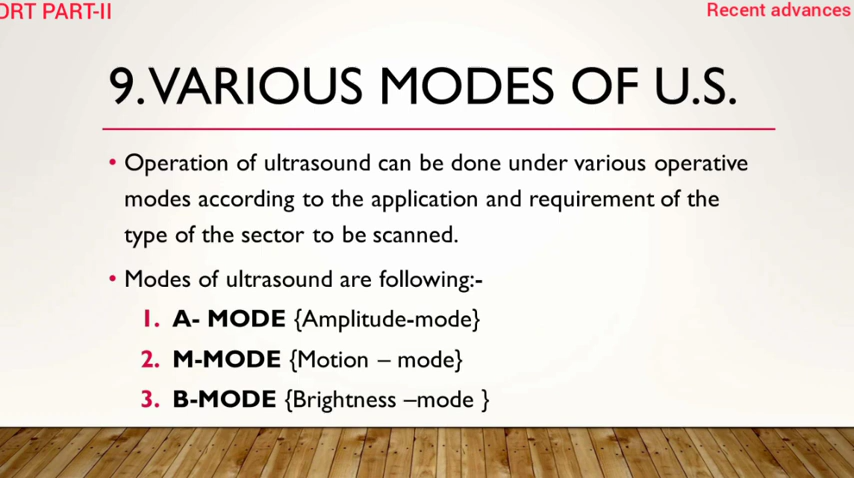 ORT PART-II
Recent advances
9. VARIOUS MODES OF U.S.
• Operation of ultrasound can be done under various operative
modes according to the application and requirement of the
type of the sector to be scanned.
• Modes of ultrasound are following:-
1. A- MODE {Amplitude-mode}
2. M-MODE {Motion – mode}
3. B-MODE {Brightness –mode }